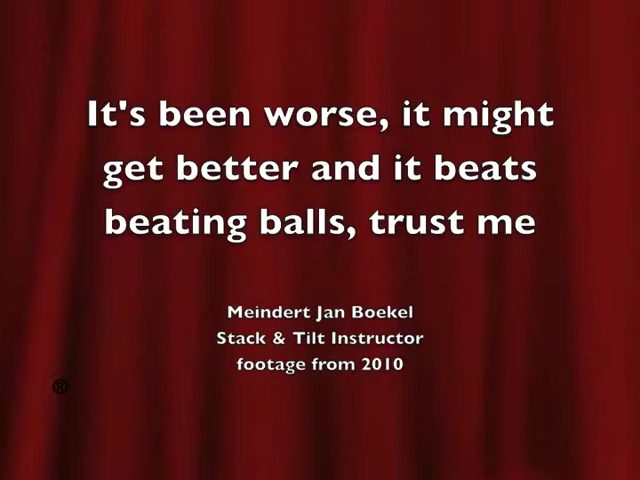 It's been worse, it might
get better and it beats
beating balls, trust me
Meindert Jan Boekel
Stack & Tilt Instructor
footage from 2010
®